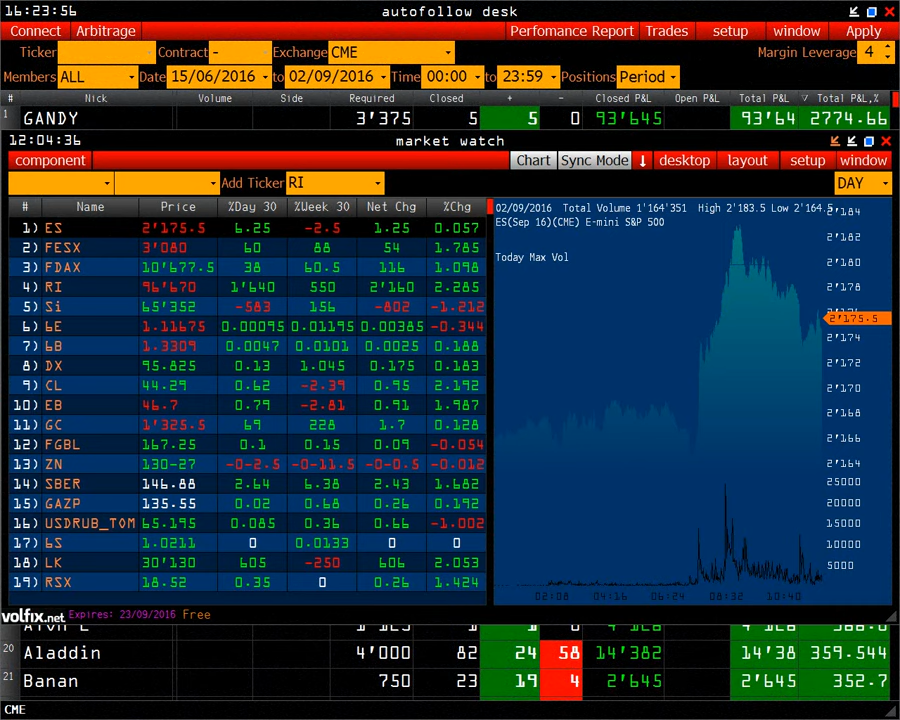 16:23:56 autofollow desk
Connect Arbitrage Perfomance Report Trades setup window Apply
Ticker Contract - Exchange CME Margin Leverage 4
Members ALL Date 15/06/2016 to 02/09/2016 Time 00:00 to 23:59 Positions Period
# Nick Volume Side Required Closed + - Closed P&L Open P&L Total P&L Total P&L,%
1 GANDY 3'375 5 5 0 93'645 93'64 2774.66
12:04:36 market watch
component Chart Sync Mode desktop layout setup window
Add Ticker RI DAY
# Name Price %Day 30 %Week 30 Net Chg %Chg
1) ES 2'175.5 6.25 -2.5 1.25 0.057
2) FESX 3'080 60 88 54 1.785
3) FDAX 10'677.5 38 60.5 116 1.098
4) RI 96'670 1'640 550 2'160 2.285
5) Si 65'352 -583 156 -802 -1.212
6) 6E 1.11675 0.00095 0.01195 0.00385 -0.344
7) 6B 1.3309 0.0047 0.0101 0.0025 0.188
8) DX 95.825 0.13 1.045 0.175 0.183
9) CL 44.29 0.62 -2.39 0.95 2.192
10) EB 46.7 0.79 -2.81 0.91 1.987
11) GC 1'325.5 69 228 1.7 0.128
12) FGBL 167.25 0.1 0.15 0.09 -0.054
13) ZN 130-27 -0-2.5 -0-11.5 -0-0.5 -0.012
14) SBER 146.88 2.64 6.38 2.43 1.682
15) GAZP 135.55 0.02 0.68 0.26 0.192
16) USDRUB_TOM 65.195 0.085 0.36 0.66 -1.002
17) 6S 1.0211 0 0.0133 0 0
18) LK 30'130 605 -250 606 2.053
19) RSX 18.52 0.35 0 0.26 1.424
02/09/2016 Total Volume 1'164'351 High 2'183.5 Low 2'164.5
ES(Sep 16)(CME) E-mini S&P 500
Today Max Vol
2'184
2'182
2'180
2'178
2'175.5
2'174
2'172
2'170
2'168
2'166
2'164
25000
20000
15000
10000
5000
02:08 04:16 06:24 08:32 10:40
volfix.net Expires: 23/09/2016 Free
20 Aladdin 4'000 82 24 58 14'382 14'38 359.544
21 Banan 750 23 19 4 2'645 2'645 352.7
CME